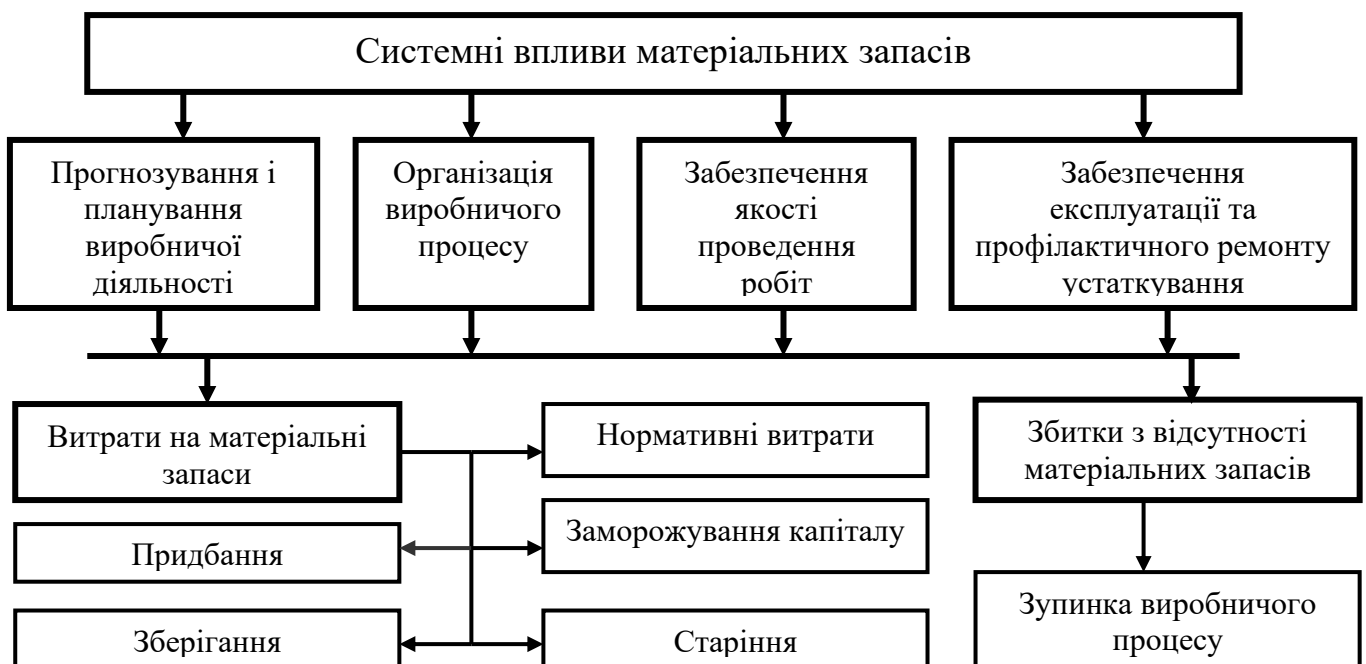 Системні впливи матеріальних запасів
Прогнозування і
планування
виробничої
діяльності
Організація
виробничого
процесу
Забезпечення
якості
проведення
робіт
Забезпечення
експлуатації та
профілактичного ремонту
устаткування
Витрати на матеріальні
запаси
Нормативні витрати
Збитки з відсутності
матеріальних запасів
Придбання
Заморожування капіталу
Зберігання
Старіння
Зупинка виробничого
процесу